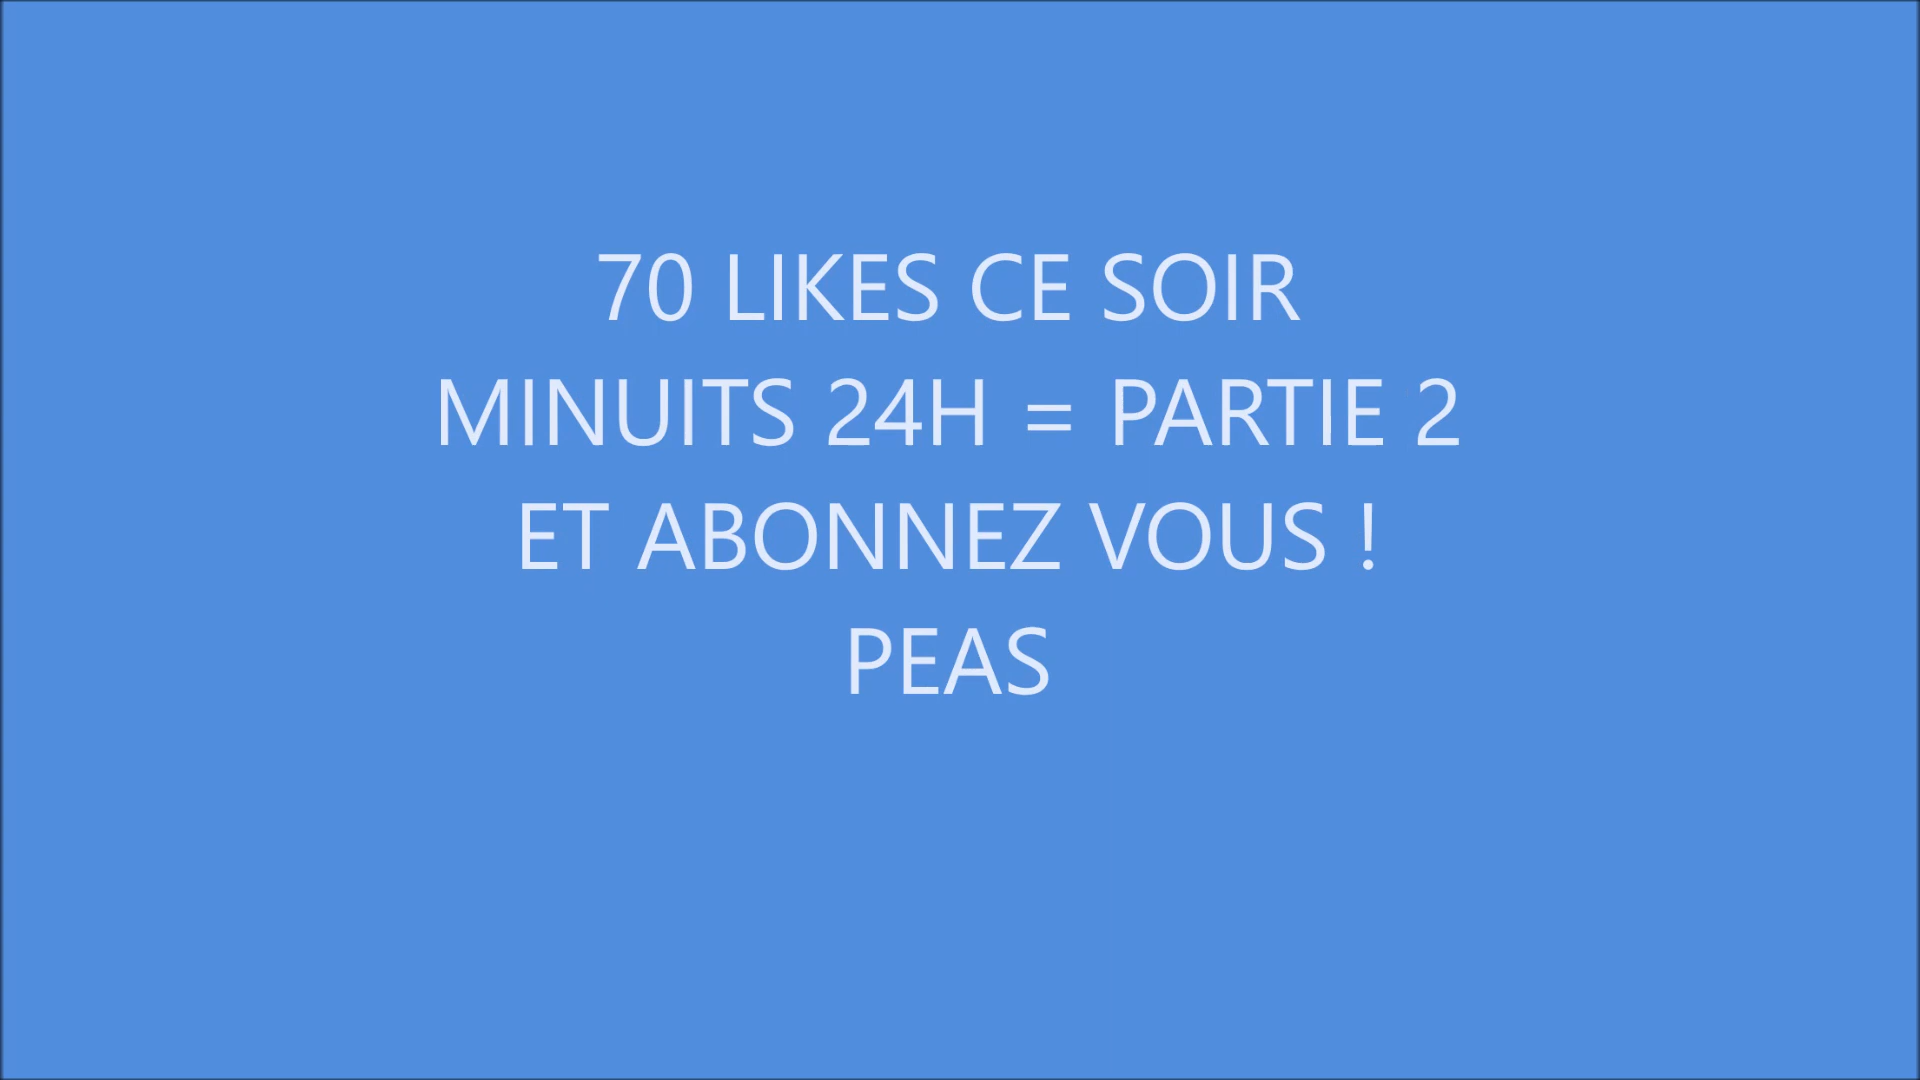 70 LIKES CE SOIR
MINUITS 24H = PARTIE 2
ET ABONNEZ VOUS !
PEAS